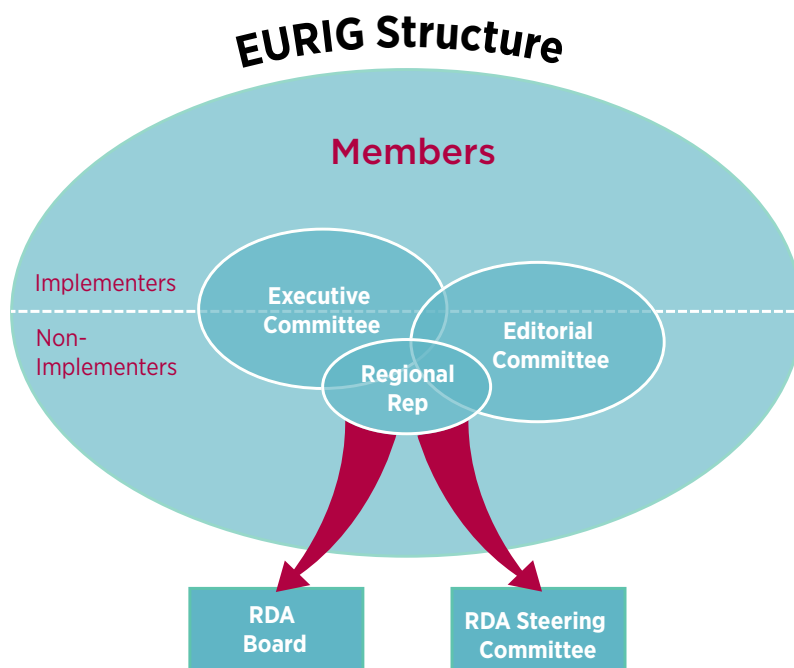 EURIG Structure
Members
Implementers
Non-
Implementers
Executive
Committee
Editorial
Committee
Regional
Rep
RDA
Board
RDA Steering
Committee